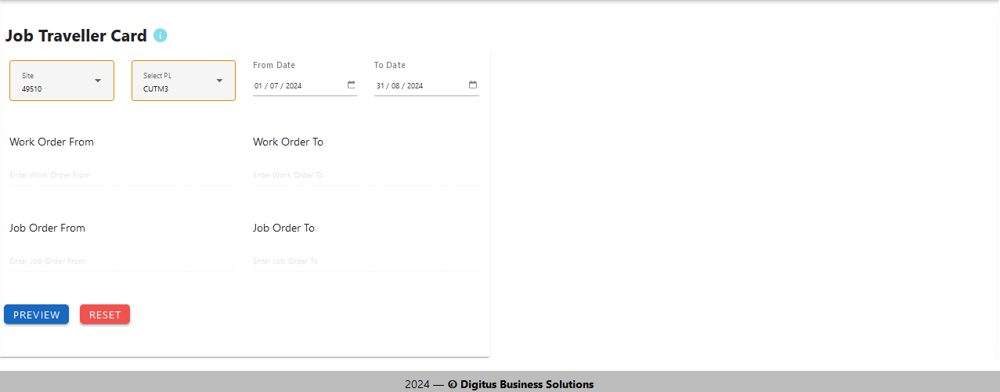 Job Traveller Card i
Site
49510
Select PL
CUTM3
From Date
01 / 07 / 2024
To Date
31 / 08 / 2024
Work Order From
Work Order To
Enter Work Order From
Enter Work Order To
Job Order From
Job Order To
Enter Job Order From
Enter Job Order To
PREVIEW
RESET
2024 — © Digitus Business Solutions